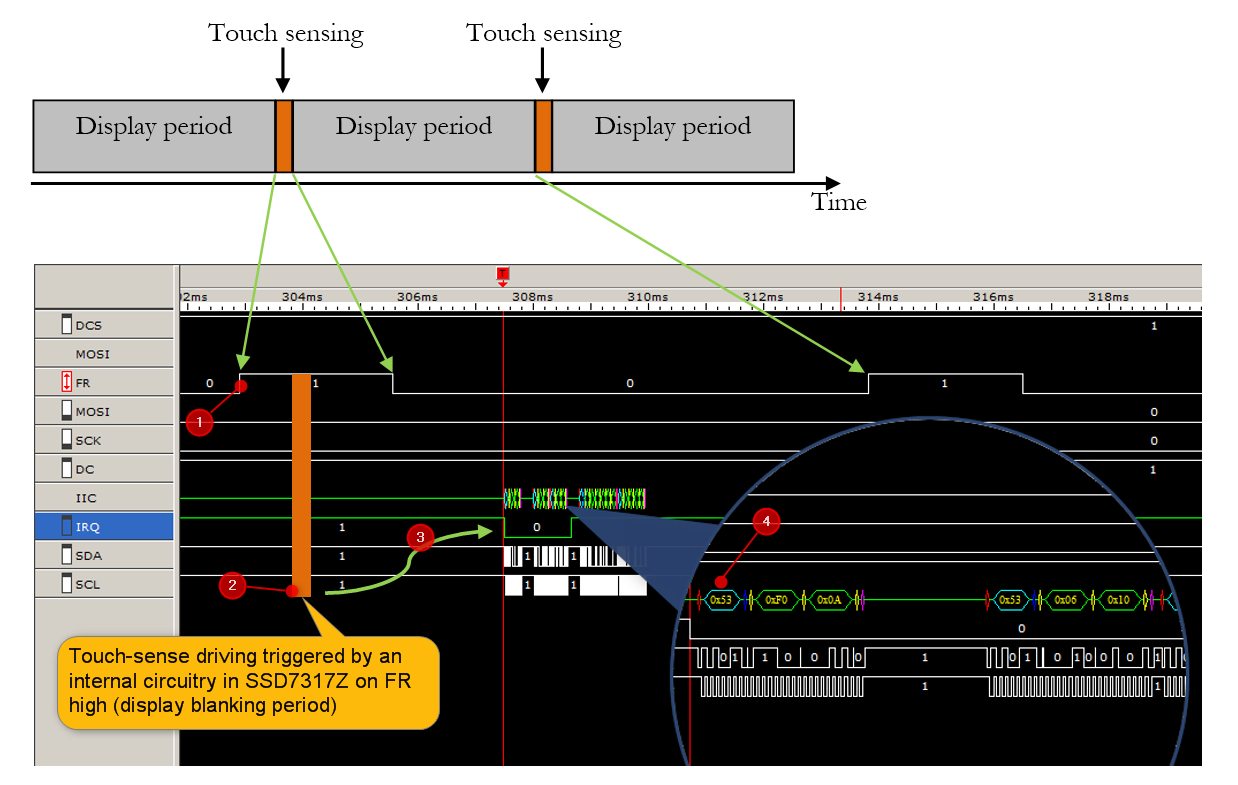 Touch sensing Touch sensing
Display period Display period Display period
Time
T
304ms 306ms 308ms 310ms 312ms 314ms 316ms 318ms
DCS 1
MOSI
FR 0 1 0 1
1
MOSI 0
SCK 0
DC 1
IIC
4
IRQ 1 0
3
SDA 1 1 1
SCL 1 1 1
2
0x53 0xF0 0x0A 0x53 0x06 0x10
0
0 1 1 0 0 0 1 0 1 0 1 0 0 0 1 0
1 1
Touch-sense driving triggered by an
internal circuitry in SSD7317Z on FR
high (display blanking period)